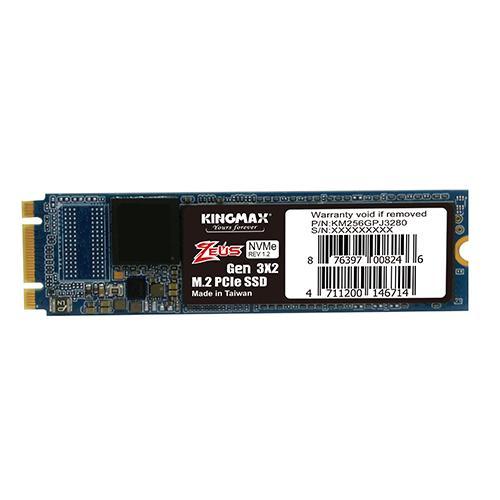 KINGMAX
Yours forever
ZEUS NVMe
REV 1.2
Gen 3X2
M.2 PCIe SSD
Made in Taiwan
Warranty void if removed
P/N:KM256GPJ3280
S/N:XXXXXXXXX
8 76397 00824 6
4 711200 146714